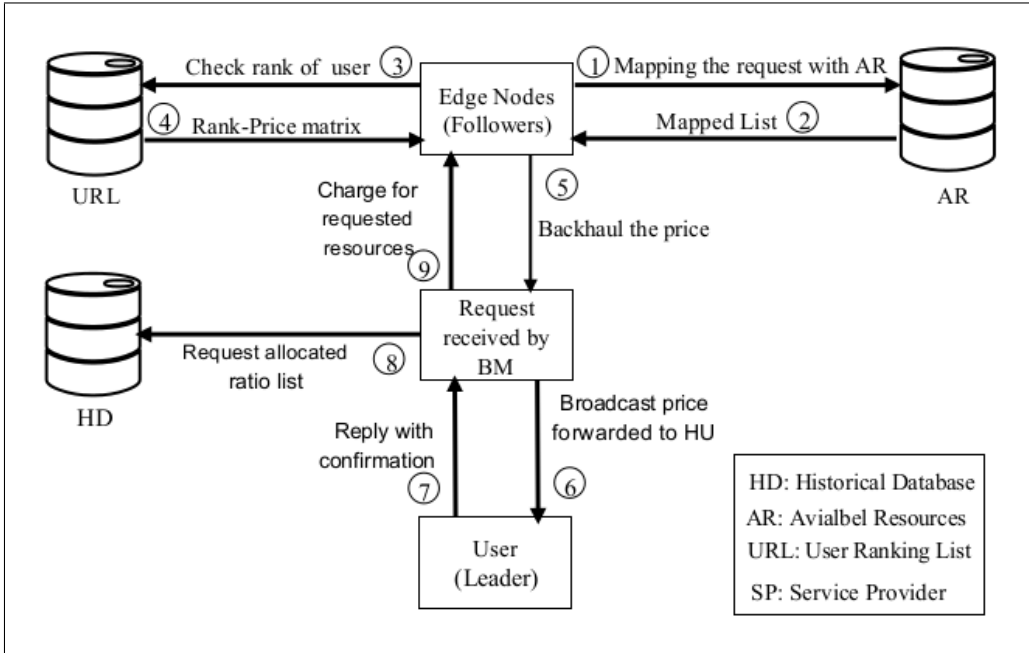 Check rank of user 3
1 Mapping the request with AR
Edge Nodes
(Followers)
4 Rank-Price matrix
Mapped List 2
URL
AR
Charge for
requested
resources
9
5
Backhaul the price
Request
received by
BM
Request allocated
ratio list
8
HD
Broadcast price
forwarded to HU
6
Reply with
confirmation
7
User
(Leader)
HD: Historical Database
AR: Avialbel Resources
URL: User Ranking List
SP: Service Provider